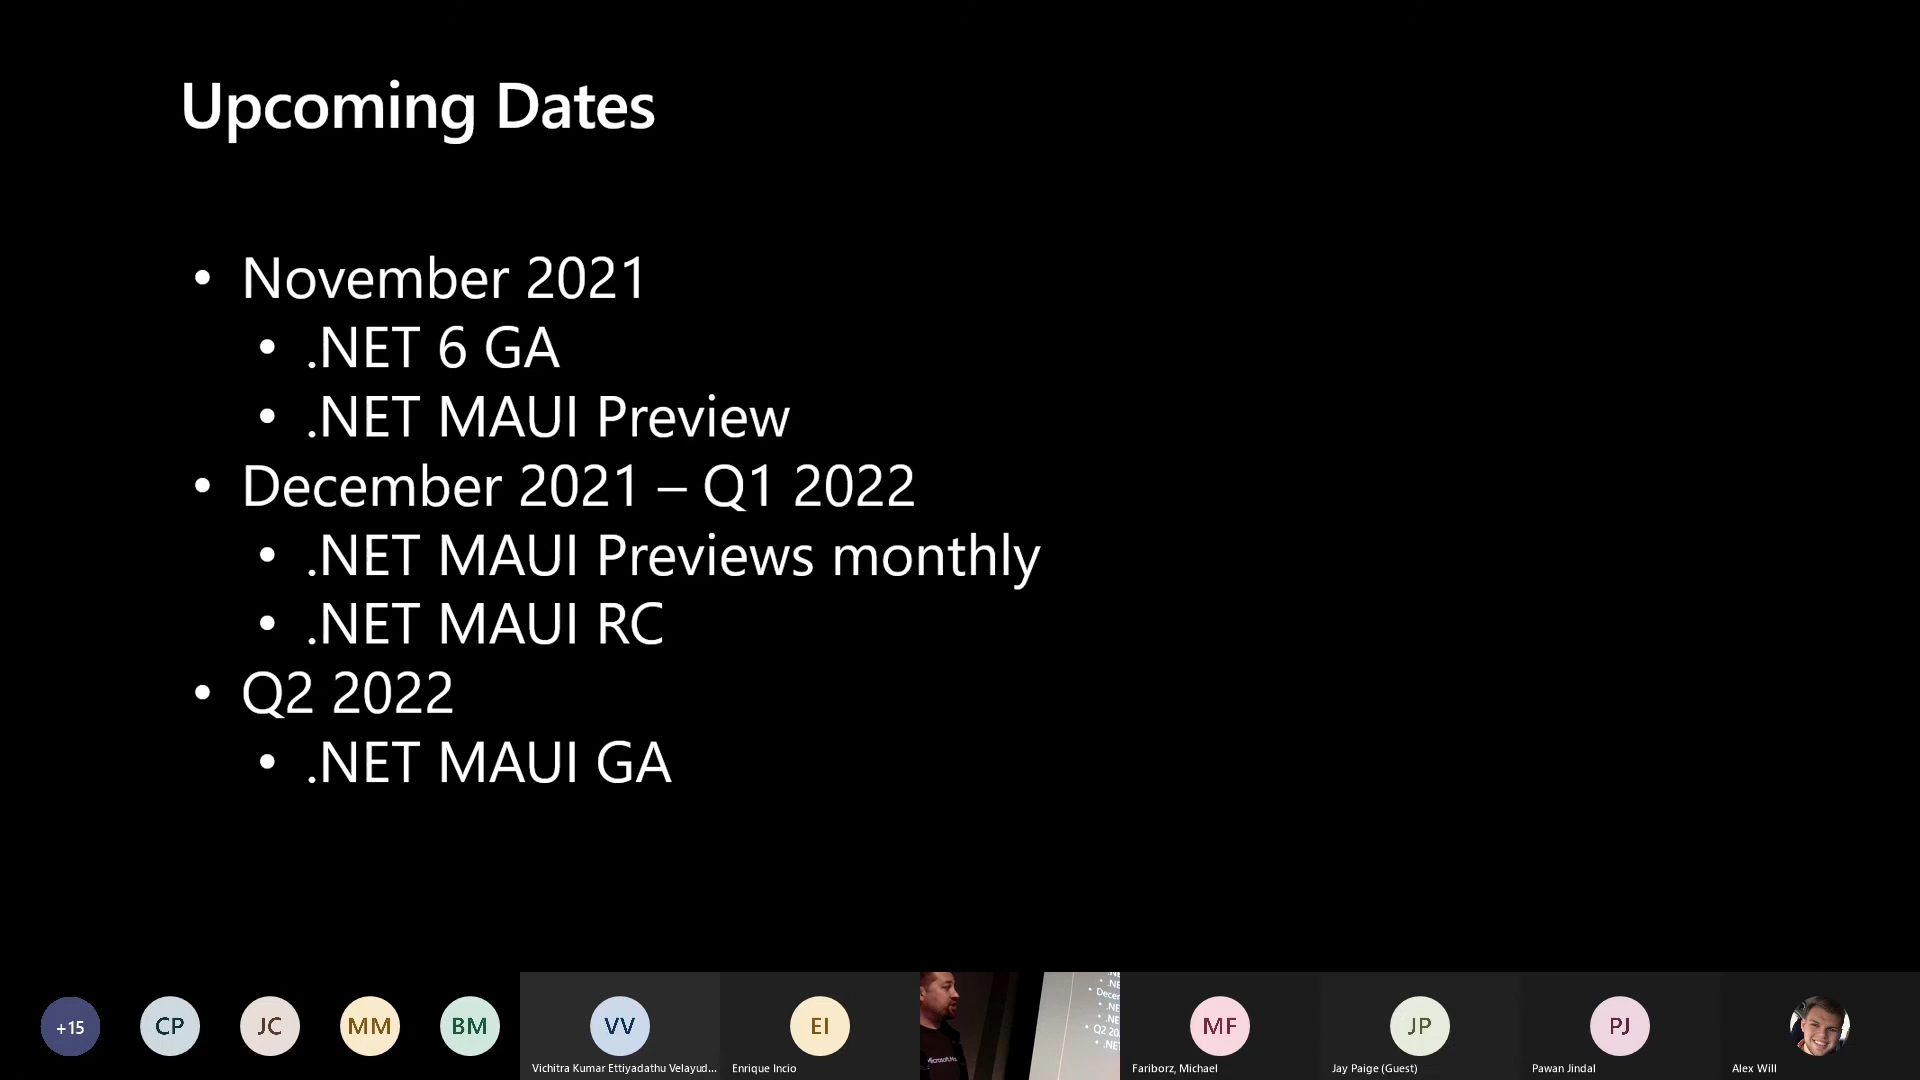 Upcoming Dates
• November 2021
• .NET 6 GA
• .NET MAUI Preview
• December 2021 – Q1 2022
• .NET MAUI Previews monthly
• .NET MAUI RC
• Q2 2022
• .NET MAUI GA
+15
CP
JC
MM
BM
VV
Vichitra Kumar Ettiyadathu Velayud...
EI
Enrique Incio
MF
Fariborz, Michael
JP
Jay Paige (Guest)
PJ
Pawan Jindal
Alex Will